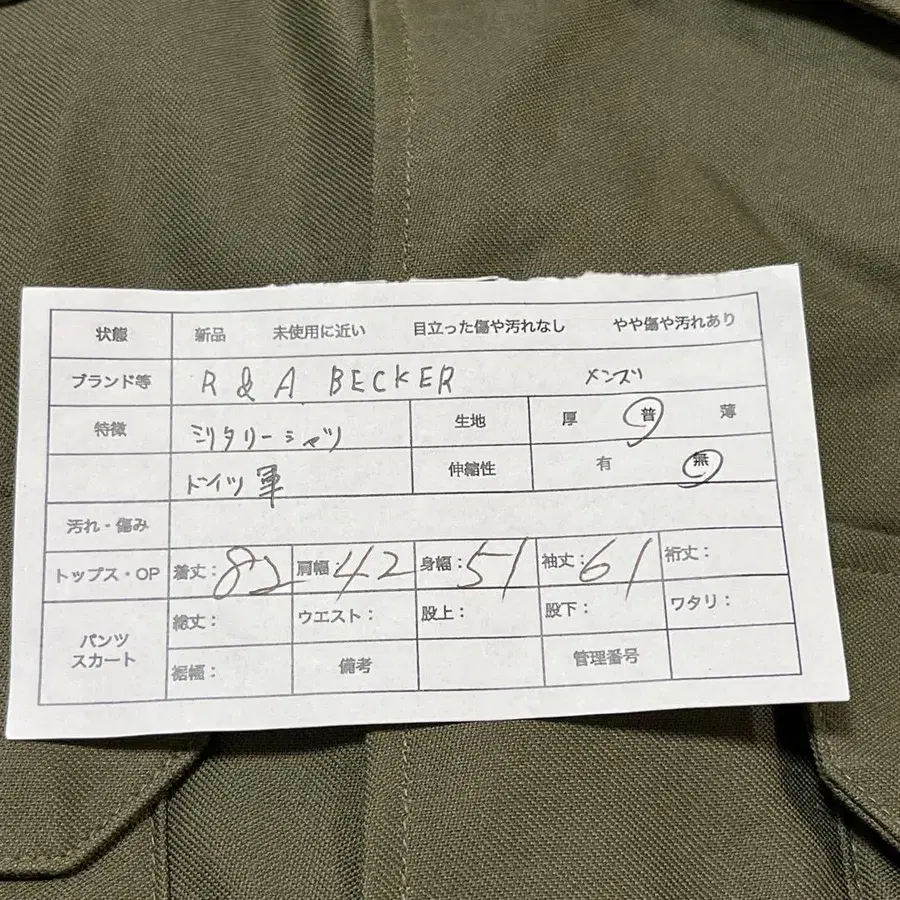 状態 新品 未使用に近い 目立った傷や汚れなし やや傷や汚れあり
ブランド等 R & A BECKER メンズ
特徴 ミリタリーシャツ 生地 厚 普 薄
ドイツ軍 伸縮性 有 無
汚れ・傷み
トップス・OP 着丈:82 肩幅:42 身幅:51 袖丈:61 裄丈:
パンツ スカート 総丈: ウエスト: 股上: 股下: ワタリ:
裾幅: 備考 管理番号